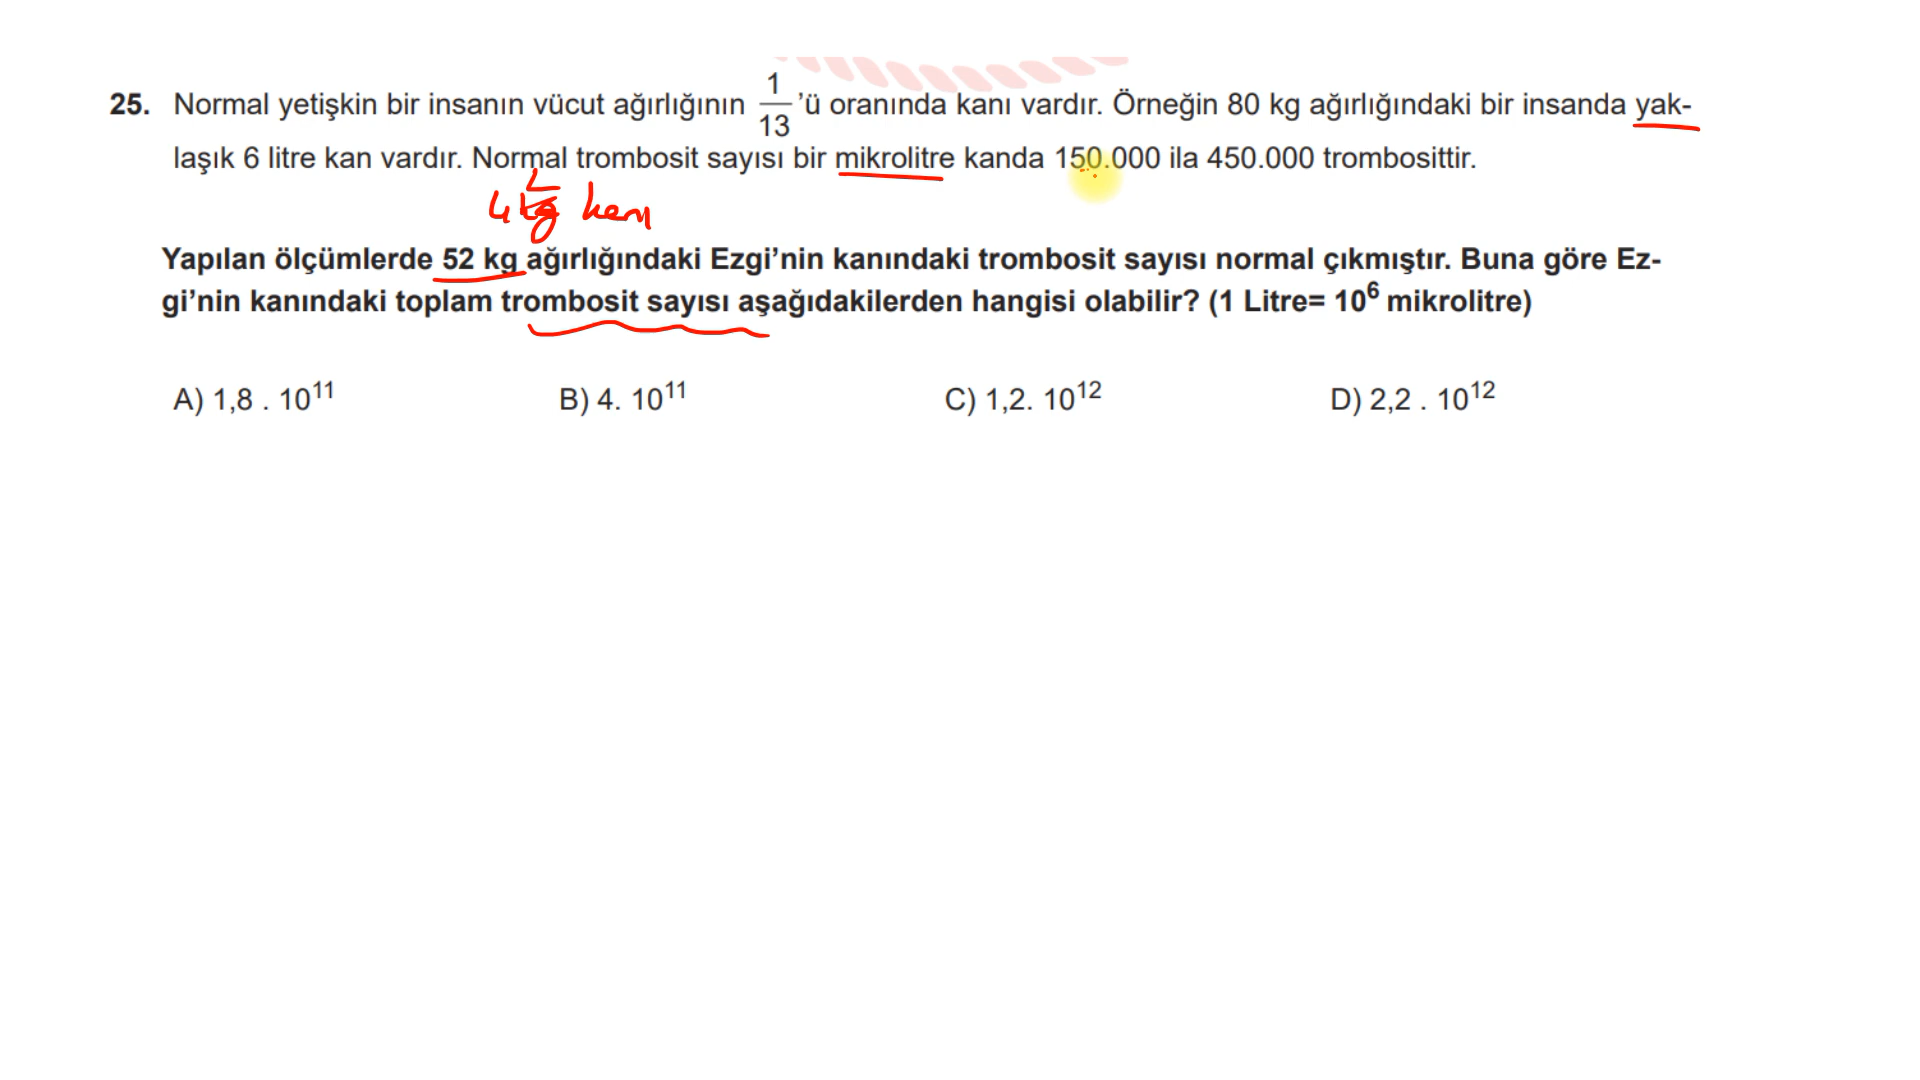 25. Normal yetişkin bir insanın vücut ağırlığının 1/13 'ü oranında kanı vardır. Örneğin 80 kg ağırlığındaki bir insanda yak-
laşık 6 litre kan vardır. Normal trombosit sayısı bir mikrolitre kanda 150.000 ila 450.000 trombosittir.
4 kg L kan
Yapılan ölçümlerde 52 kg ağırlığındaki Ezgi’nin kanındaki trombosit sayısı normal çıkmıştır. Buna göre Ez-
gi’nin kanındaki toplam trombosit sayısı aşağıdakilerden hangisi olabilir? (1 Litre= 10⁶ mikrolitre)
A) 1,8 . 10¹¹ B) 4. 10¹¹ C) 1,2. 10¹² D) 2,2 . 10¹²